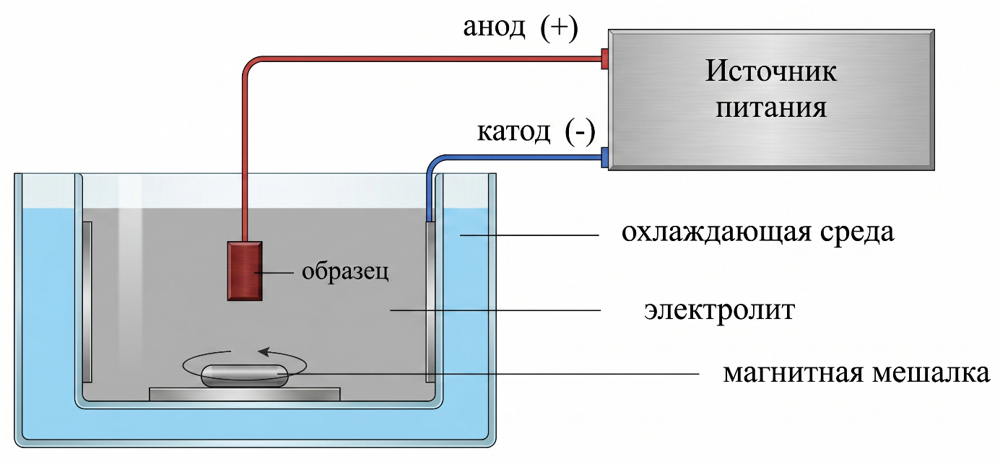 анод (+)
Источник
питания
катод (-)
охлаждающая среда
образец
электролит
магнитная мешалка